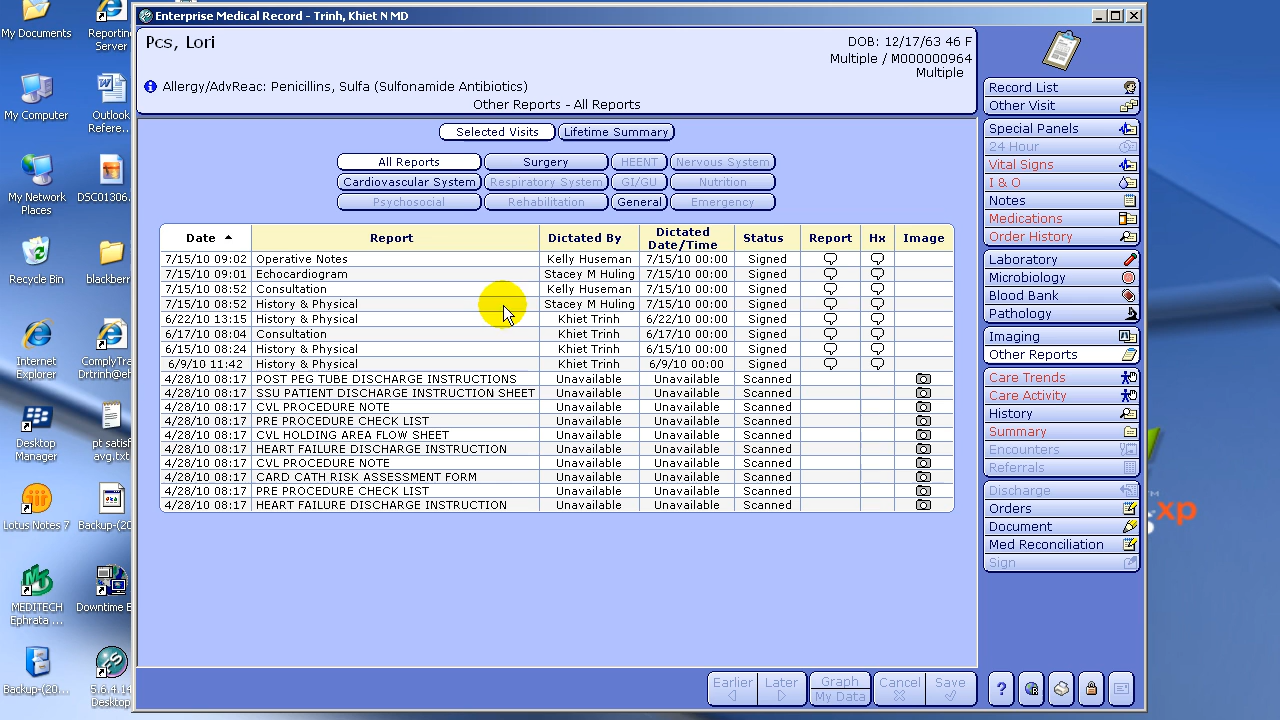 My Documents
Reporting Server
My Computer
Outlook Refere...
My Network Places
DSC01306.
Recycle Bin
blackberr
Internet Explorer
ComplyTra
Drtrinh@eh
Desktop Manager
pt.satisf
avg.txt
Lotus Notes 7
Backup-(20
MEDITECH Ephrata ...
Downtime E
Backup-(20...
5.6.4.14
Desktop
Enterprise Medical Record - Trinh, Khiet N MD
Pcs, Lori
DOB: 12/17/63 46 F
Multiple / M000000964
Multiple
Allergy/AdvReac: Penicillins, Sulfa (Sulfonamide Antibiotics)
Other Reports - All Reports
Selected Visits Lifetime Summary
All Reports Surgery HEENT Nervous System
Cardiovascular System Respiratory System GI/GU Nutrition
Psychosocial Rehabilitation General Emergency
Date Report Dictated By Dictated Date/Time Status Report Hx Image
7/15/10 09:02 Operative Notes Kelly Huseman 7/15/10 00:00 Signed
7/15/10 09:01 Echocardiogram Stacey M Huling 7/15/10 00:00 Signed
7/15/10 08:52 Consultation Kelly Huseman 7/15/10 00:00 Signed
7/15/10 08:52 History & Physical Stacey M Huling 7/15/10 00:00 Signed
6/22/10 13:15 History & Physical Khiet Trinh 6/22/10 00:00 Signed
6/17/10 08:04 Consultation Khiet Trinh 6/17/10 00:00 Signed
6/15/10 08:24 History & Physical Khiet Trinh 6/15/10 00:00 Signed
6/9/10 11:42 History & Physical Khiet Trinh 6/9/10 00:00 Signed
4/28/10 08:17 POST PEG TUBE DISCHARGE INSTRUCTIONS Unavailable Unavailable Scanned
4/28/10 08:17 SSU PATIENT DISCHARGE INSTRUCTION SHEET Unavailable Unavailable Scanned
4/28/10 08:17 CVL PROCEDURE NOTE Unavailable Unavailable Scanned
4/28/10 08:17 PRE PROCEDURE CHECK LIST Unavailable Unavailable Scanned
4/28/10 08:17 CVL HOLDING AREA FLOW SHEET Unavailable Unavailable Scanned
4/28/10 08:17 HEART FAILURE DISCHARGE INSTRUCTION Unavailable Unavailable Scanned
4/28/10 08:17 CVL PROCEDURE NOTE Unavailable Unavailable Scanned
4/28/10 08:17 CARD CATH RISK ASSESSMENT FORM Unavailable Unavailable Scanned
4/28/10 08:17 PRE PROCEDURE CHECK LIST Unavailable Unavailable Scanned
4/28/10 08:17 HEART FAILURE DISCHARGE INSTRUCTION Unavailable Unavailable Scanned
Record List
Other Visit
Special Panels
24 Hour
Vital Signs
I & O
Notes
Medications
Order History
Laboratory
Microbiology
Blood Bank
Pathology
Imaging
Other Reports
Care Trends
Care Activity
History
Summary
Encounters
Referrals
Discharge
Orders
Document
Med Reconciliation
Sign
xp
Earlier Later Graph My Data Cancel Save
?